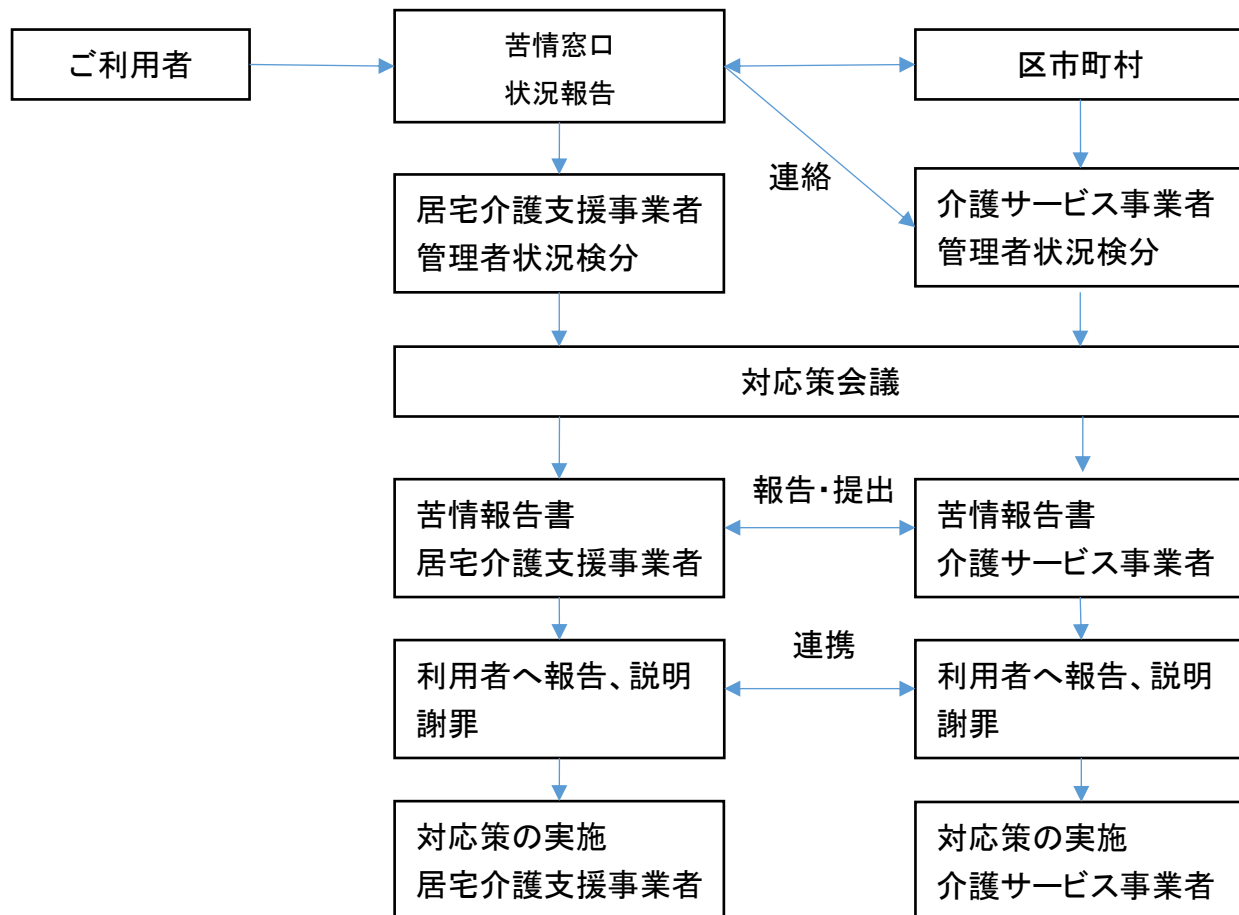 ご利用者
苦情窓口
状況報告
区市町村
連絡
居宅介護支援事業者
管理者状況検分
介護サービス事業者
管理者状況検分
対応策会議
報告・提出
苦情報告書
居宅介護支援事業者
苦情報告書
介護サービス事業者
連携
利用者へ報告、説明
謝罪
利用者へ報告、説明
謝罪
対応策の実施
居宅介護支援事業者
対応策の実施
介護サービス事業者